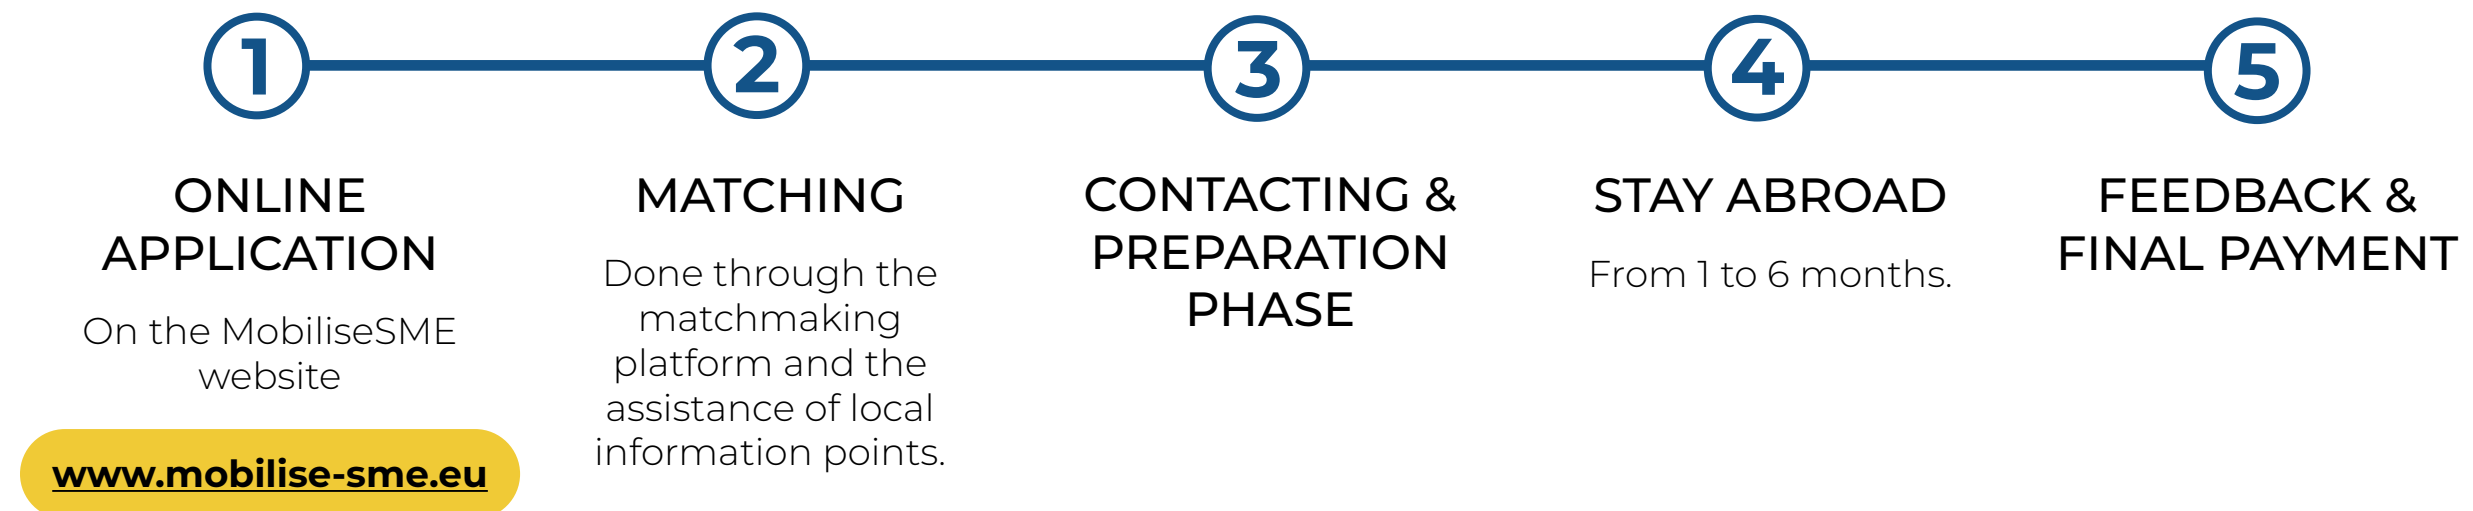 1
ONLINE
APPLICATION
On the MobiliseSME
website
www.mobilise-sme.eu
2
MATCHING
Done through the
matchmaking
platform and the
assistance of local
information points.
3
CONTACTING &
PREPARATION
PHASE
4
STAY ABROAD
From 1 to 6 months.
5
FEEDBACK &
FINAL PAYMENT